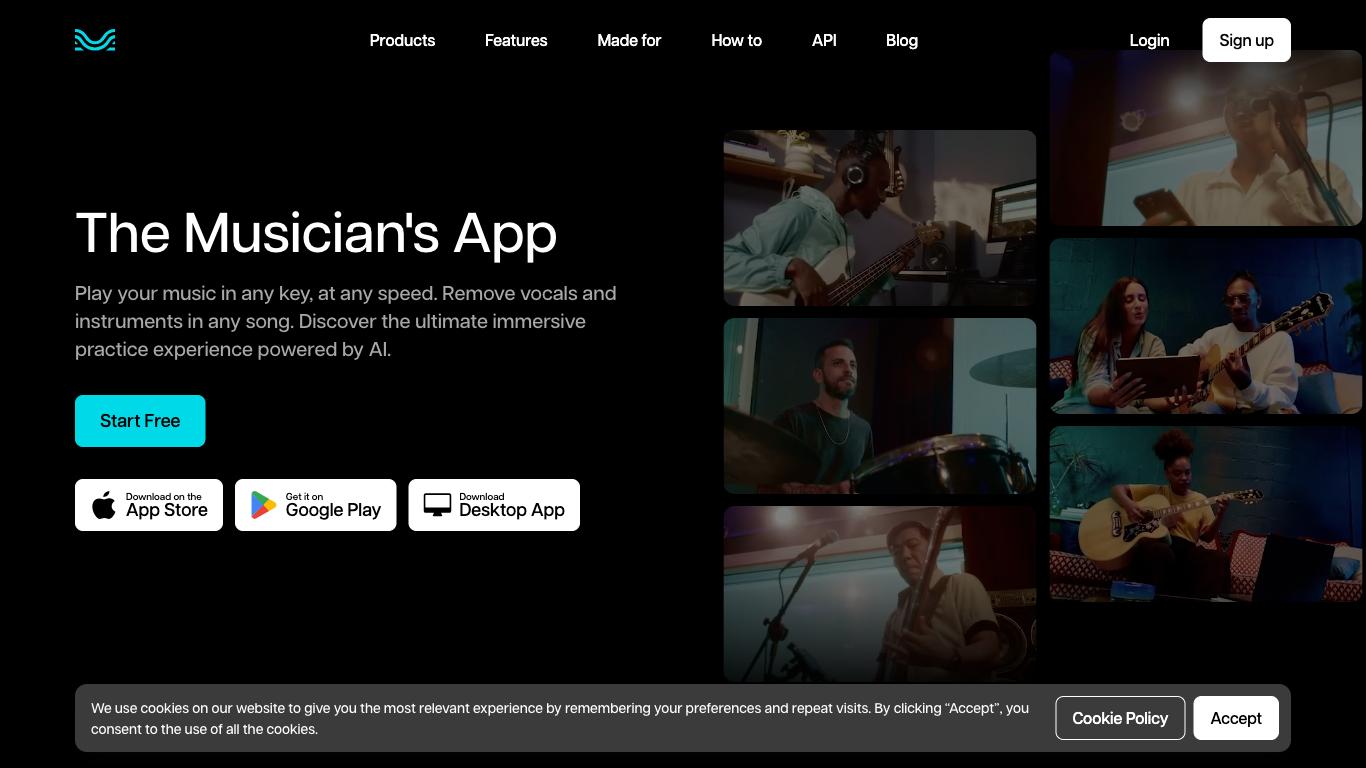 Products
Features
Made for
How to
API
Blog
Login
Sign up
The Musician's App
Play your music in any key, at any speed. Remove vocals and
instruments in any song. Discover the ultimate immersive
practice experience powered by AI.
Start Free
Download on the
App Store
Get it on
Google Play
Download
Desktop App
We use cookies on our website to give you the most relevant experience by remembering your preferences and repeat visits. By clicking “Accept”, you
consent to the use of all the cookies.
Cookie Policy
Accept